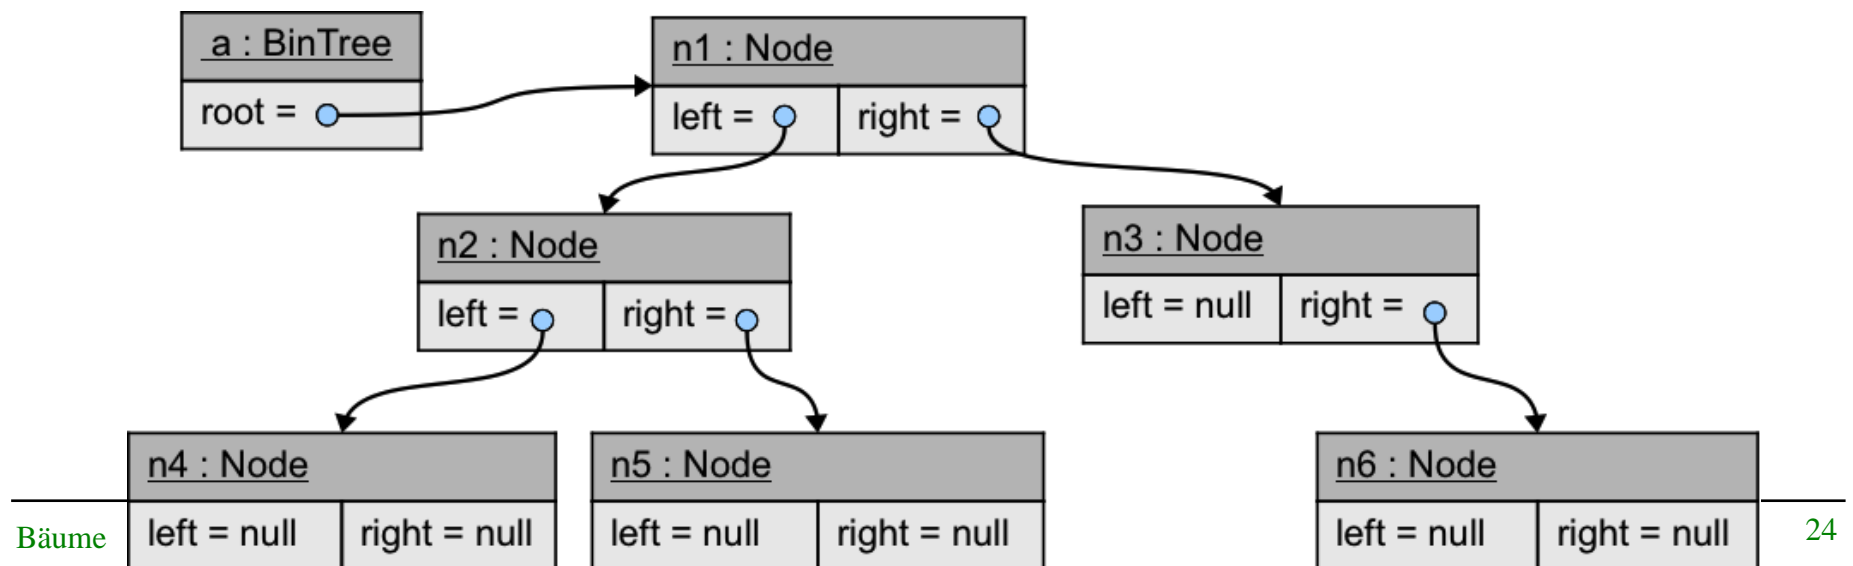 a : BinTree
root =
n1 : Node
left =
right =
n2 : Node
left =
right =
n3 : Node
left = null
right =
n4 : Node
left = null
right = null
n5 : Node
left = null
right = null
n6 : Node
left = null
right = null
Bäume
24